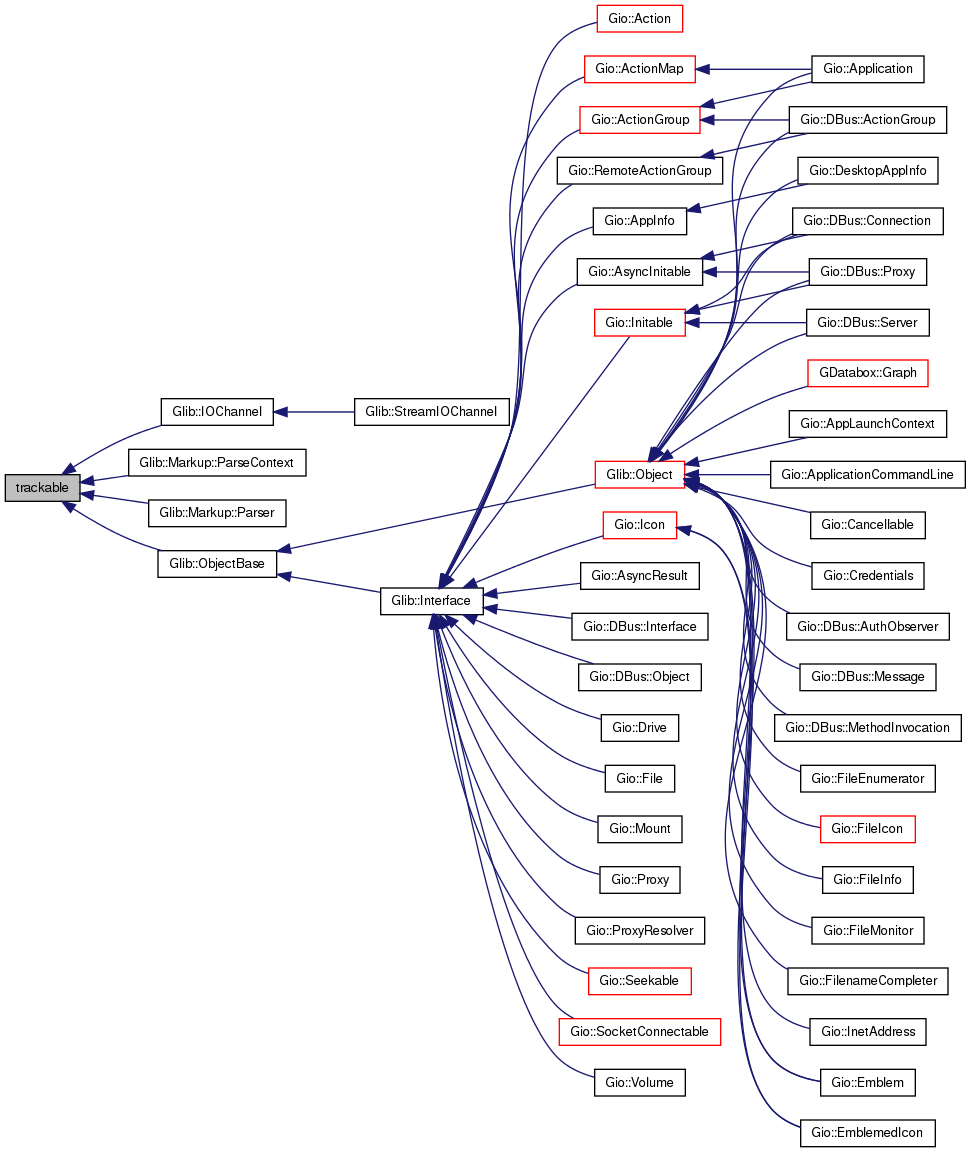 trackable
Glib::IOChannel
Glib::Markup::ParseContext
Glib::Markup::Parser
Glib::ObjectBase
Glib::StreamIOChannel
Glib::Interface
Gio::Action
Gio::ActionMap
Gio::ActionGroup
Gio::RemoteActionGroup
Gio::AppInfo
Gio::AsyncInitable
Gio::Initable
Glib::Object
Gio::Icon
Gio::AsyncResult
Gio::DBus::Interface
Gio::DBus::Object
Gio::Drive
Gio::File
Gio::Mount
Gio::Proxy
Gio::ProxyResolver
Gio::Seekable
Gio::SocketConnectable
Gio::Volume
Gio::Application
Gio::DBus::ActionGroup
Gio::DesktopAppInfo
Gio::DBus::Connection
Gio::DBus::Proxy
Gio::DBus::Server
GDatabox::Graph
Gio::AppLaunchContext
Gio::ApplicationCommandLine
Gio::Cancellable
Gio::Credentials
Gio::DBus::AuthObserver
Gio::DBus::Message
Gio::DBus::MethodInvocation
Gio::FileEnumerator
Gio::FileIcon
Gio::FileInfo
Gio::FileMonitor
Gio::FilenameCompleter
Gio::InetAddress
Gio::Emblem
Gio::EmblemedIcon